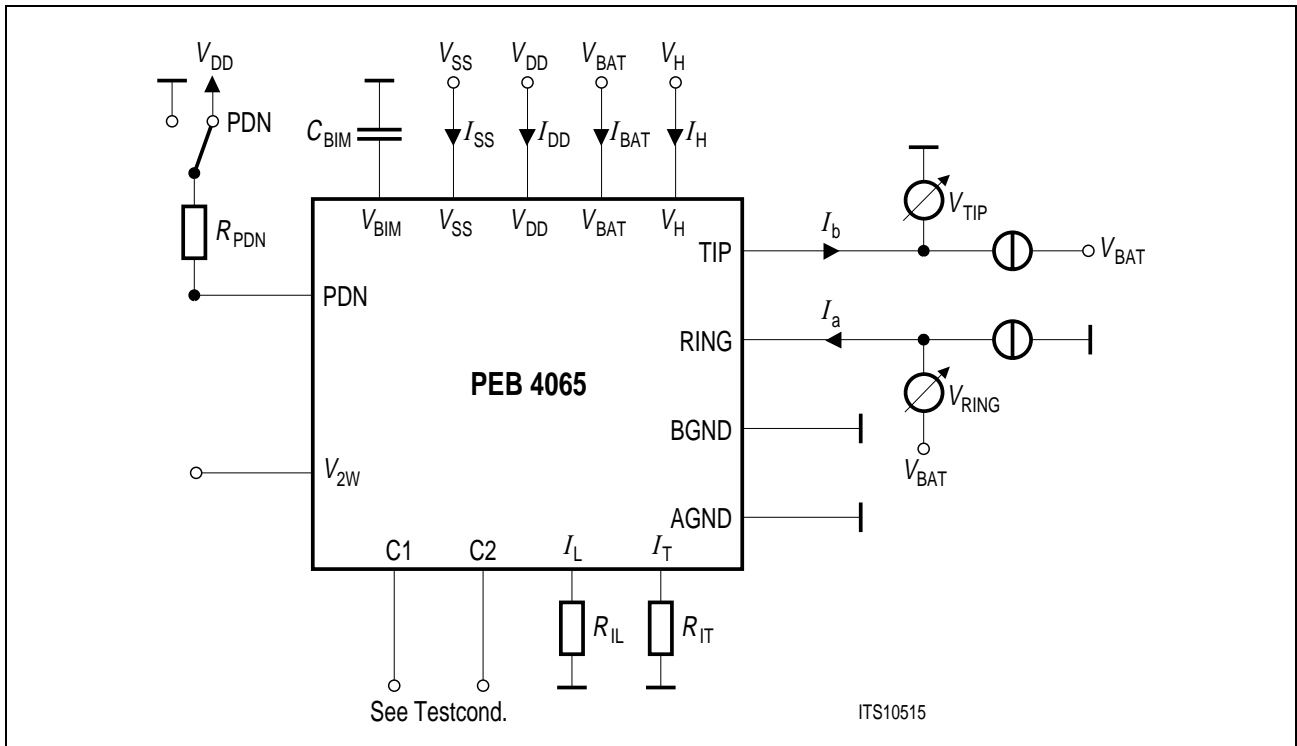 V_SS V_DD V_BAT V_H
V_DD
PDN
C_BIM I_SS I_DD I_BAT I_H
V_TIP
V_BIM V_SS V_DD V_BAT V_H
R_PDN
I_b
TIP
V_BAT
PDN
I_a
RING
PEB 4065
V_RING
BGND
V_2W
V_BAT
AGND
C1 C2 I_L I_T
R_IL R_IT
See Testcond.
ITS10515